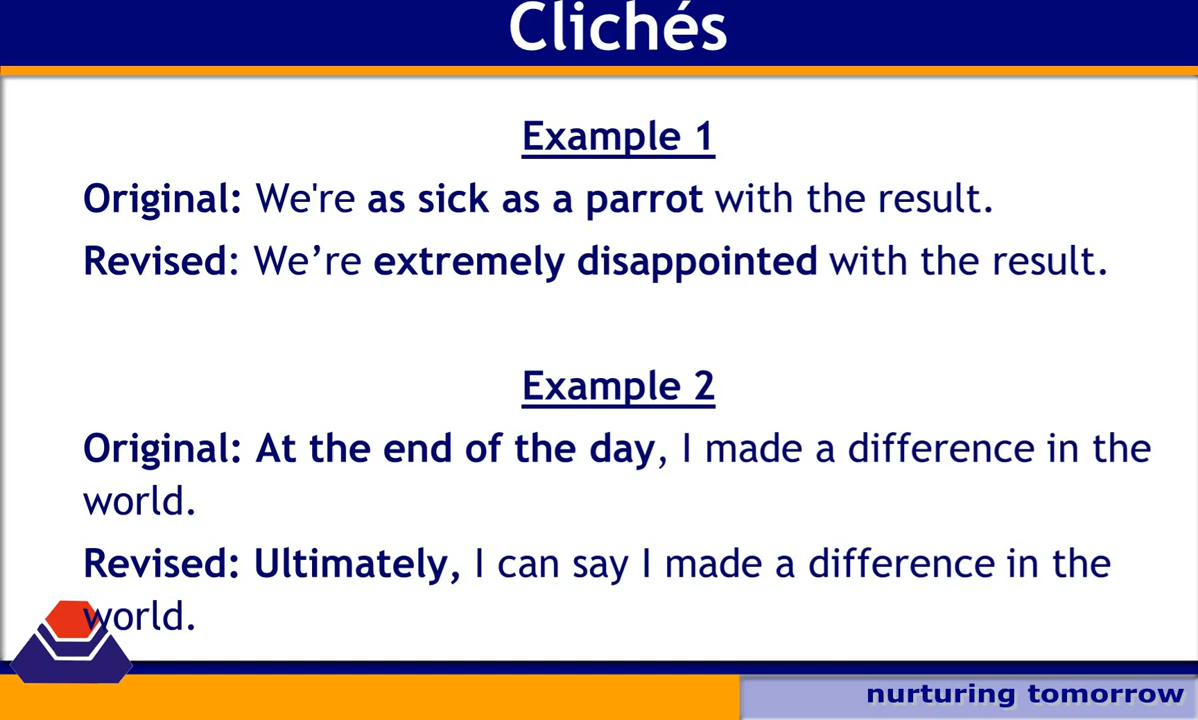 Clichés
Example 1
Original: We're as sick as a parrot with the result.
Revised: We’re extremely disappointed with the result.
Example 2
Original: At the end of the day, I made a difference in the
world.
Revised: Ultimately, I can say I made a difference in the
world.
nurturing tomorrow